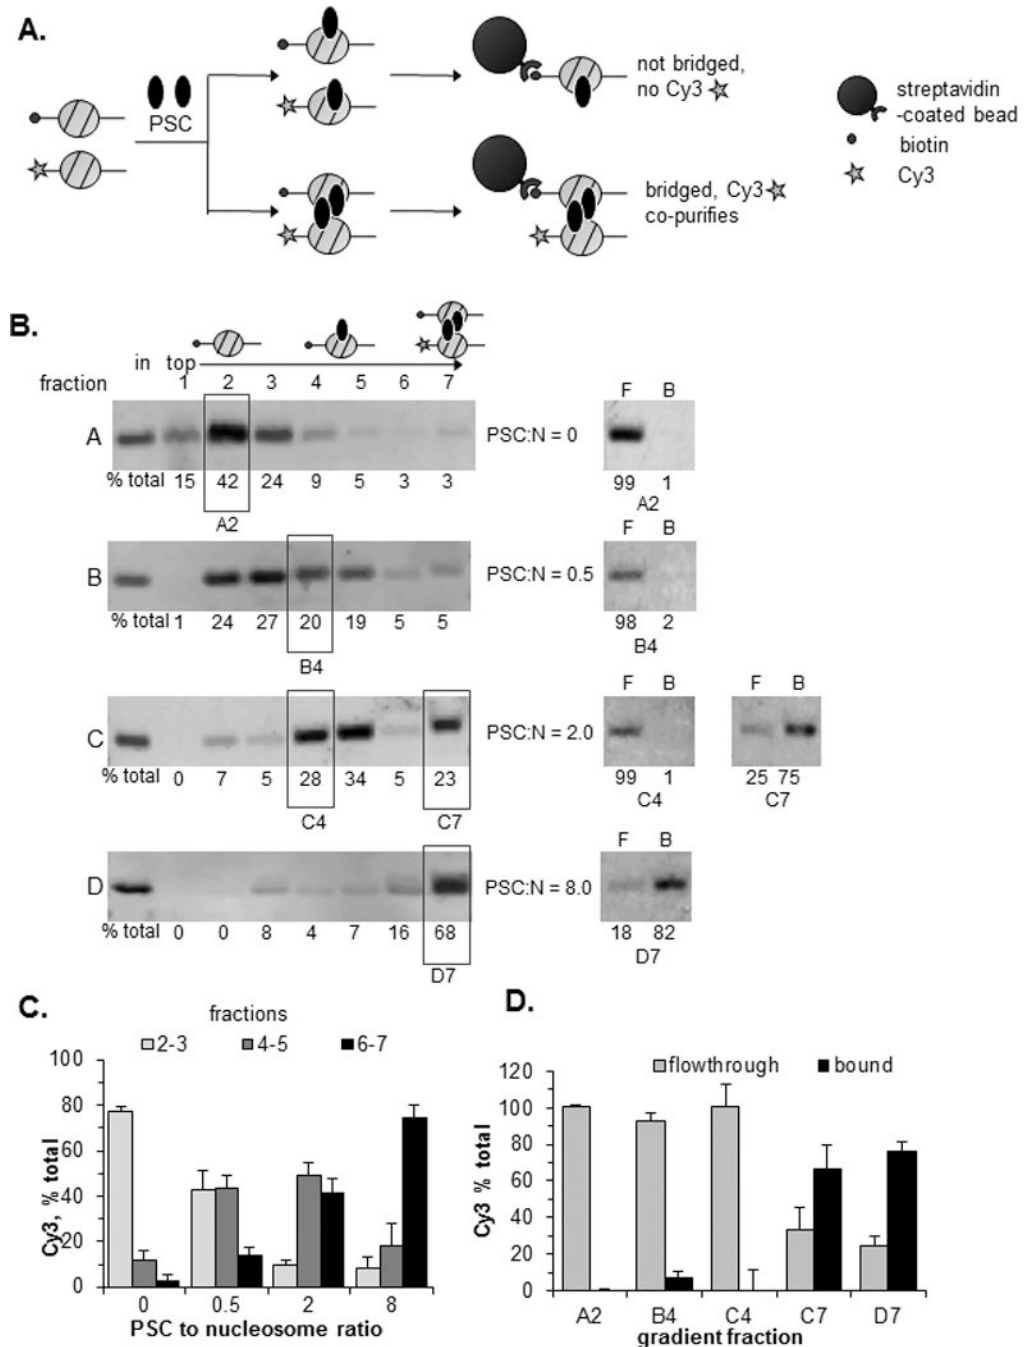 A.
PSC
not bridged,
no Cy3
bridged, Cy3
co-purifies
streptavidin
-coated bead
biotin
Cy3
B.
in top
fraction 1 2 3 4 5 6 7
F B
A
PSC:N = 0
% total 15 42 24 9 5 3 3
99 1
A2
A2
F B
B
PSC:N = 0.5
% total 1 24 27 20 19 5 5
98 2
B4
B4
F B F B
C
PSC:N = 2.0
% total 0 7 5 28 34 5 23
99 1 25 75
C4 C7
C4 C7
F B
D
PSC:N = 8.0
% total 0 0 8 4 7 16 68
18 82
D7
D7
C.
fractions
2-3 4-5 6-7
100
80
60
40
20
0
Cy3, % total
0 0.5 2 8
PSC to nucleosome ratio
D.
flowthrough bound
120
100
80
60
40
20
0
Cy3 % total
A2 B4 C4 C7 D7
gradient fraction